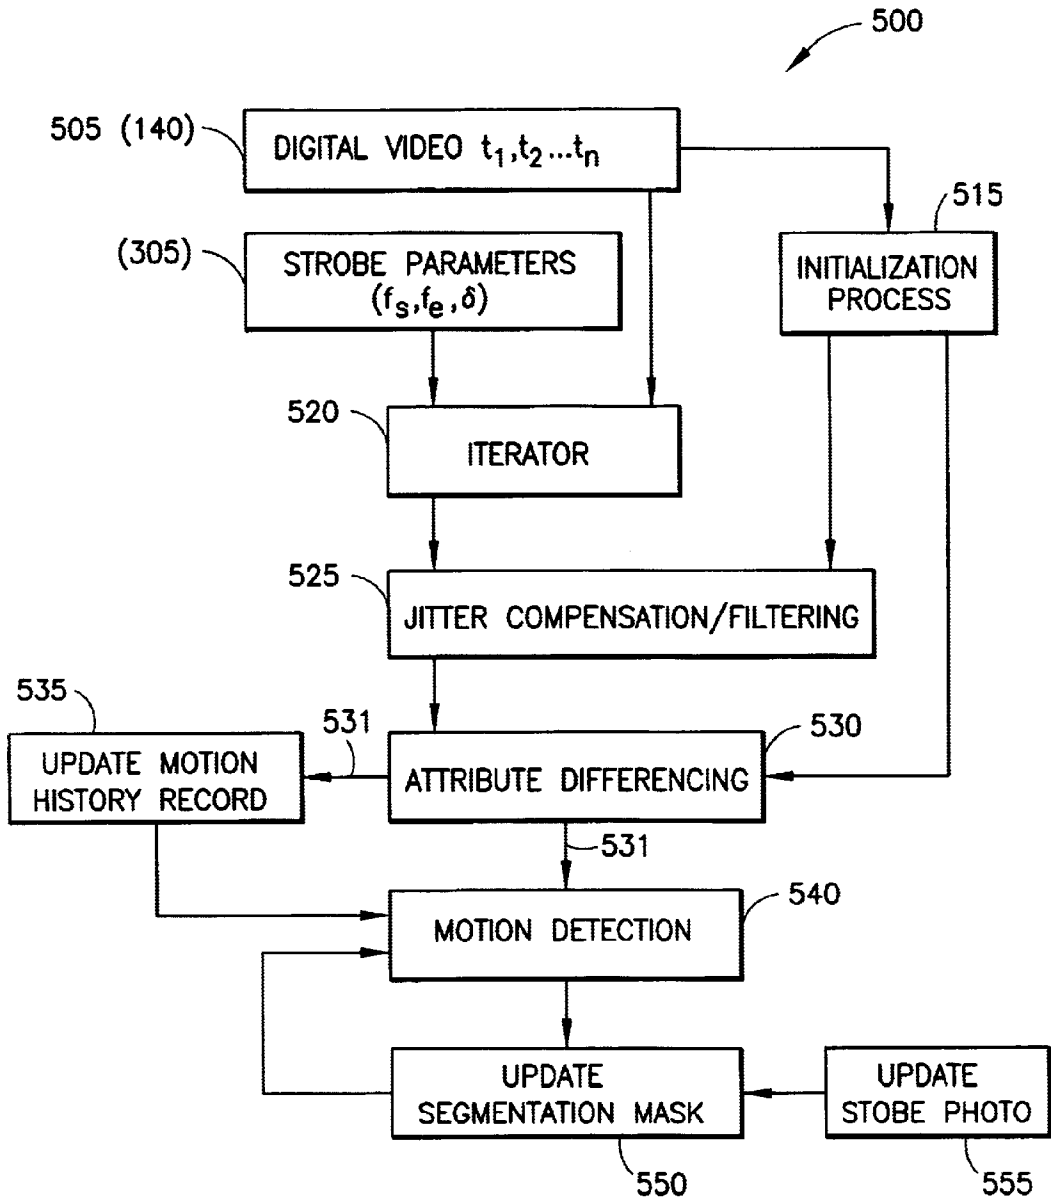 500
505 (140)
DIGITAL VIDEO t1,t2...tn
515
(305)
STROBE PARAMETERS
(fs,fe,δ)
INITIALIZATION
PROCESS
520
ITERATOR
525
JITTER COMPENSATION/FILTERING
535
531
530
UPDATE MOTION
HISTORY RECORD
ATTRIBUTE DIFFERENCING
531
540
MOTION DETECTION
UPDATE
SEGMENTATION MASK
UPDATE
STOBE PHOTO
550
555